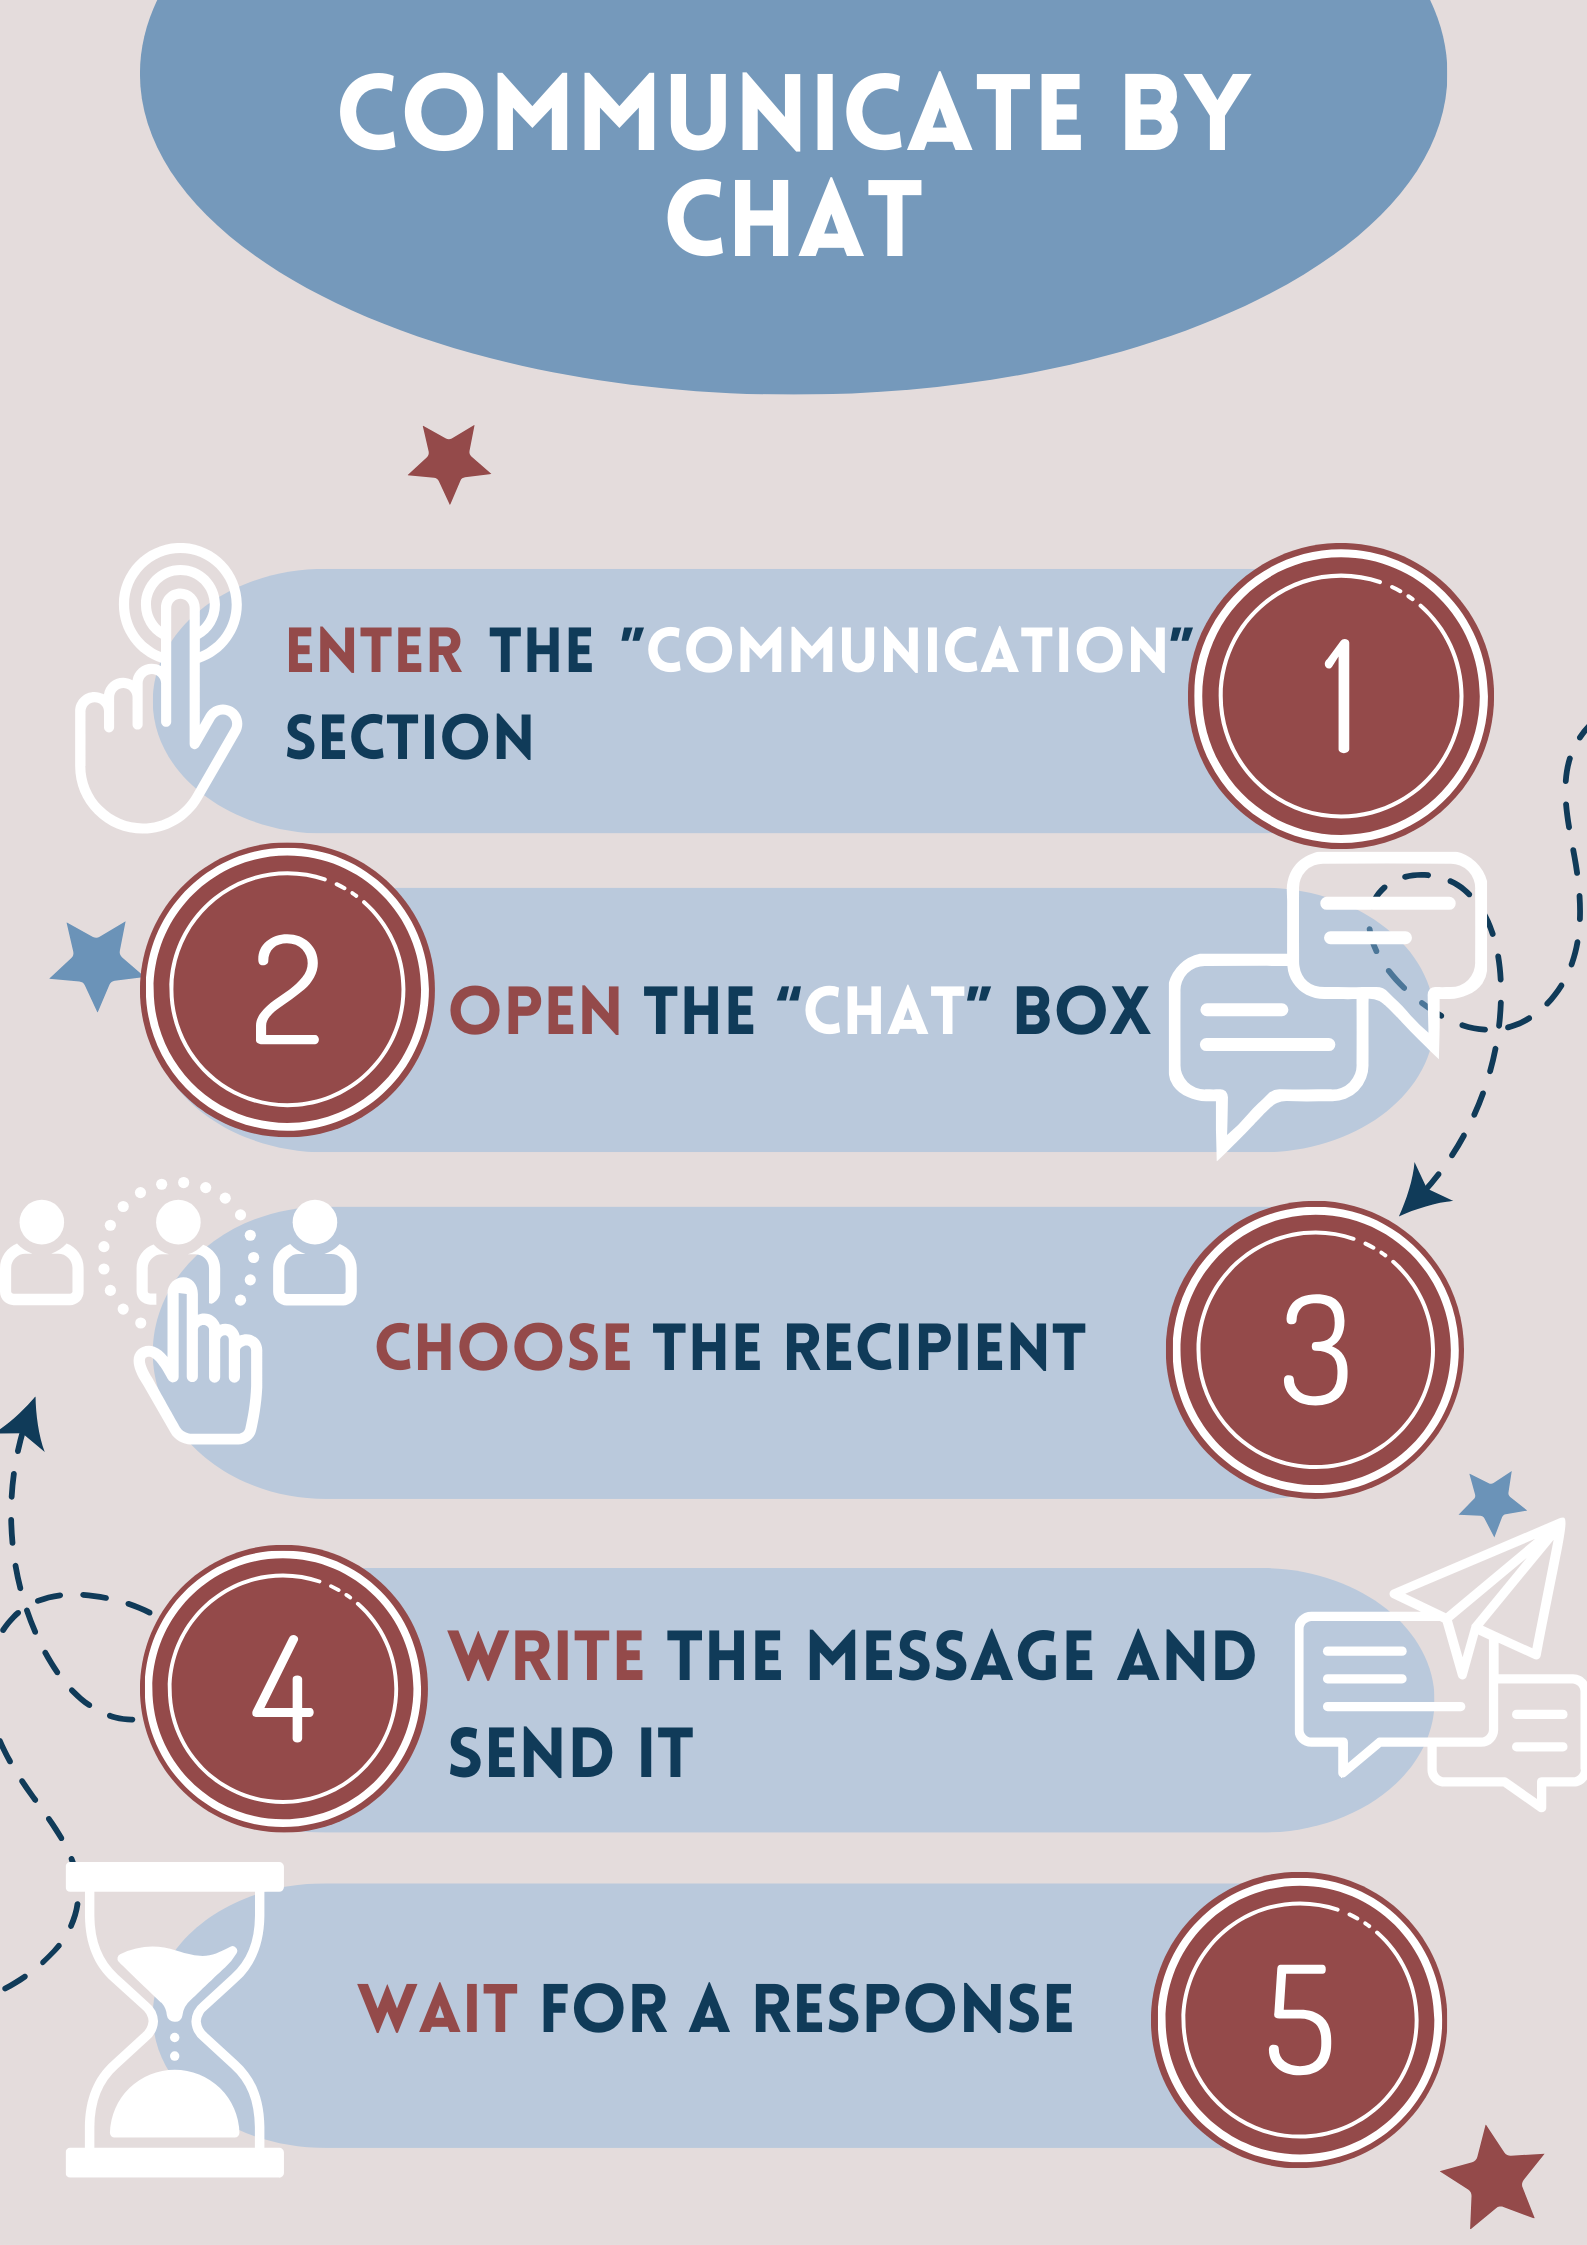 COMMUNICATE BY
CHAT
ENTER THE "COMMUNICATION"
SECTION
1
2
OPEN THE “CHAT” BOX
CHOOSE THE RECIPIENT
3
4
WRITE THE MESSAGE AND
SEND IT
WAIT FOR A RESPONSE
5